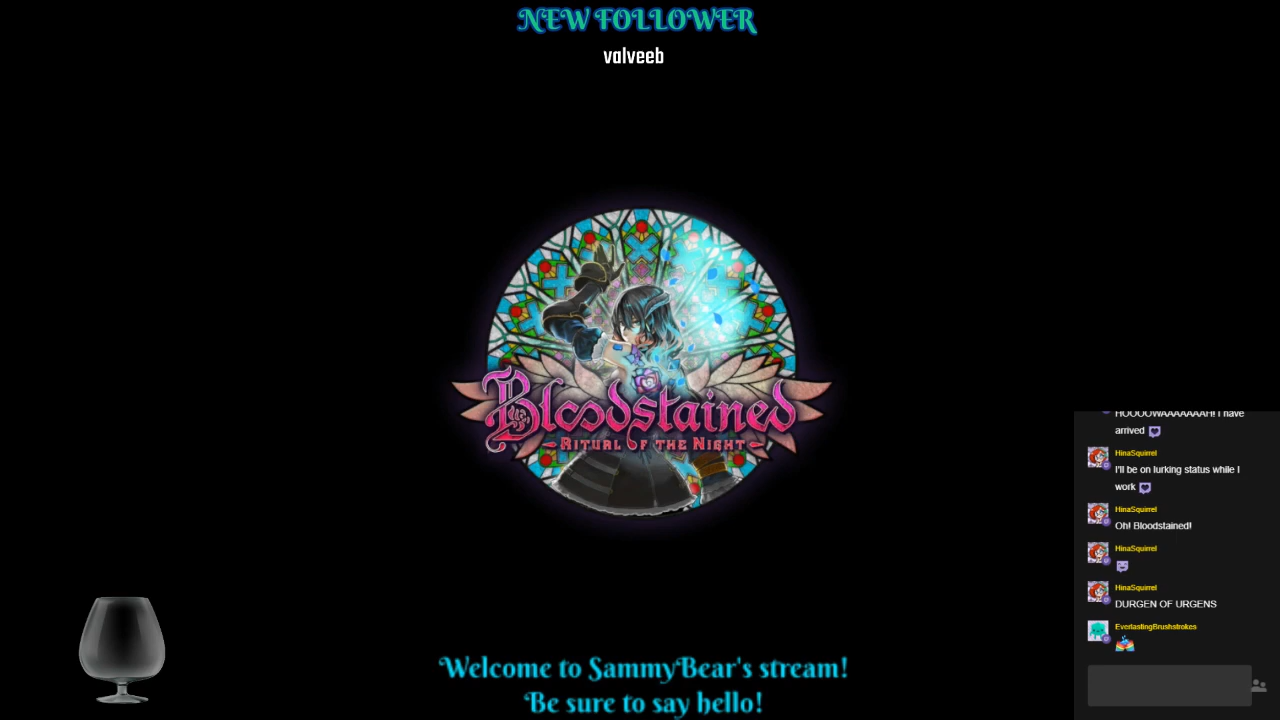 NEW FOLLOWER
valveeb
Bloodstained
RITUAL OF THE NIGHT
HOOOOWAAAAAAH! I have
arrived
HinaSquirrel
I'll be on lurking status while I
work
HinaSquirrel
Oh! Bloodstained!
HinaSquirrel
HinaSquirrel
DURGEN OF URGENS
EverlastingBrushstrokes
Welcome to SammyBear's stream!
Be sure to say hello!